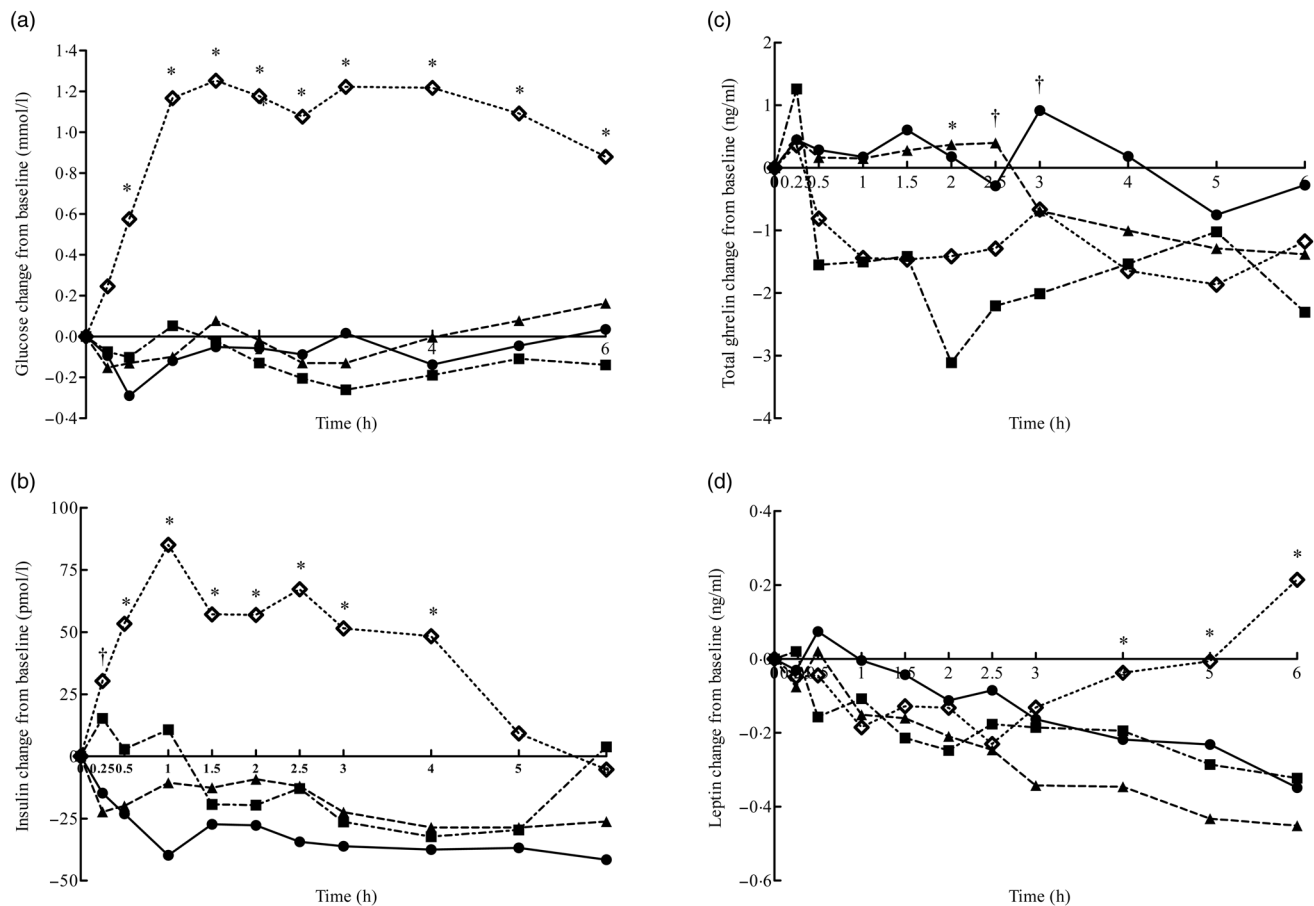 (a)
1·4
1·2
1·0
0·8
0·6
0·4
0·2
0·0
−0·2
−0·4
Glucose change from baseline (mmol/l)
* * * * * * * * * *
4 6
Time (h)
(b)
100
75
50
25
0
−25
−50
Insulin change from baseline (pmol/l)
† * * * * * * *
0 0.25 0.5 1 1.5 2 2.5 3 4 5
Time (h)
(c)
2
1
0
−1
−2
−3
−4
Total ghrelin change from baseline (ng/ml)
* † †
0 0.25 0.5 1 1.5 2 2.5 3 4 5 6
Time (h)
(d)
0·4
0·2
0·0
−0·2
−0·4
−0·6
Leptin change from baseline (ng/ml)
* * *
0 1 1.5 2 2.5 3 4 5 6
Time (h)